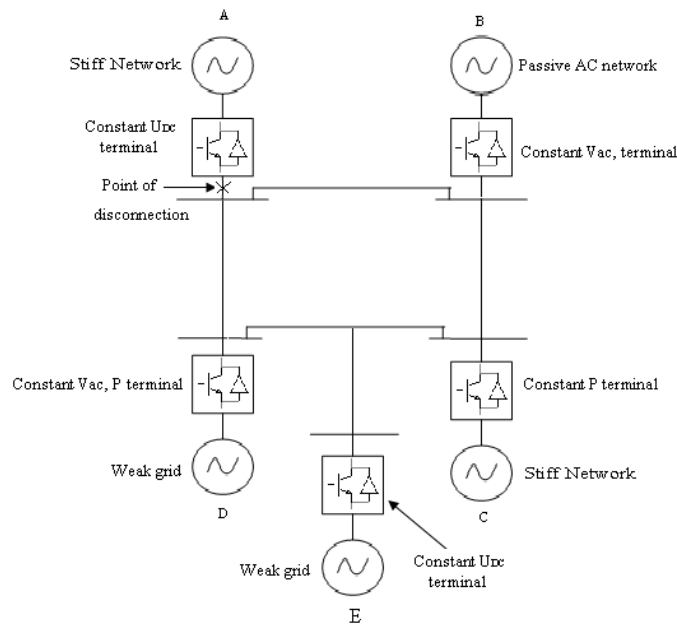 A
B
Stiff Network
Passive AC network
Constant UDC
terminal
Constant Vac, terminal
Point of
disconnection
Constant Vac, P terminal
Constant P terminal
Weak grid
Stiff Network
D
C
Weak grid
Constant UDC
terminal
E